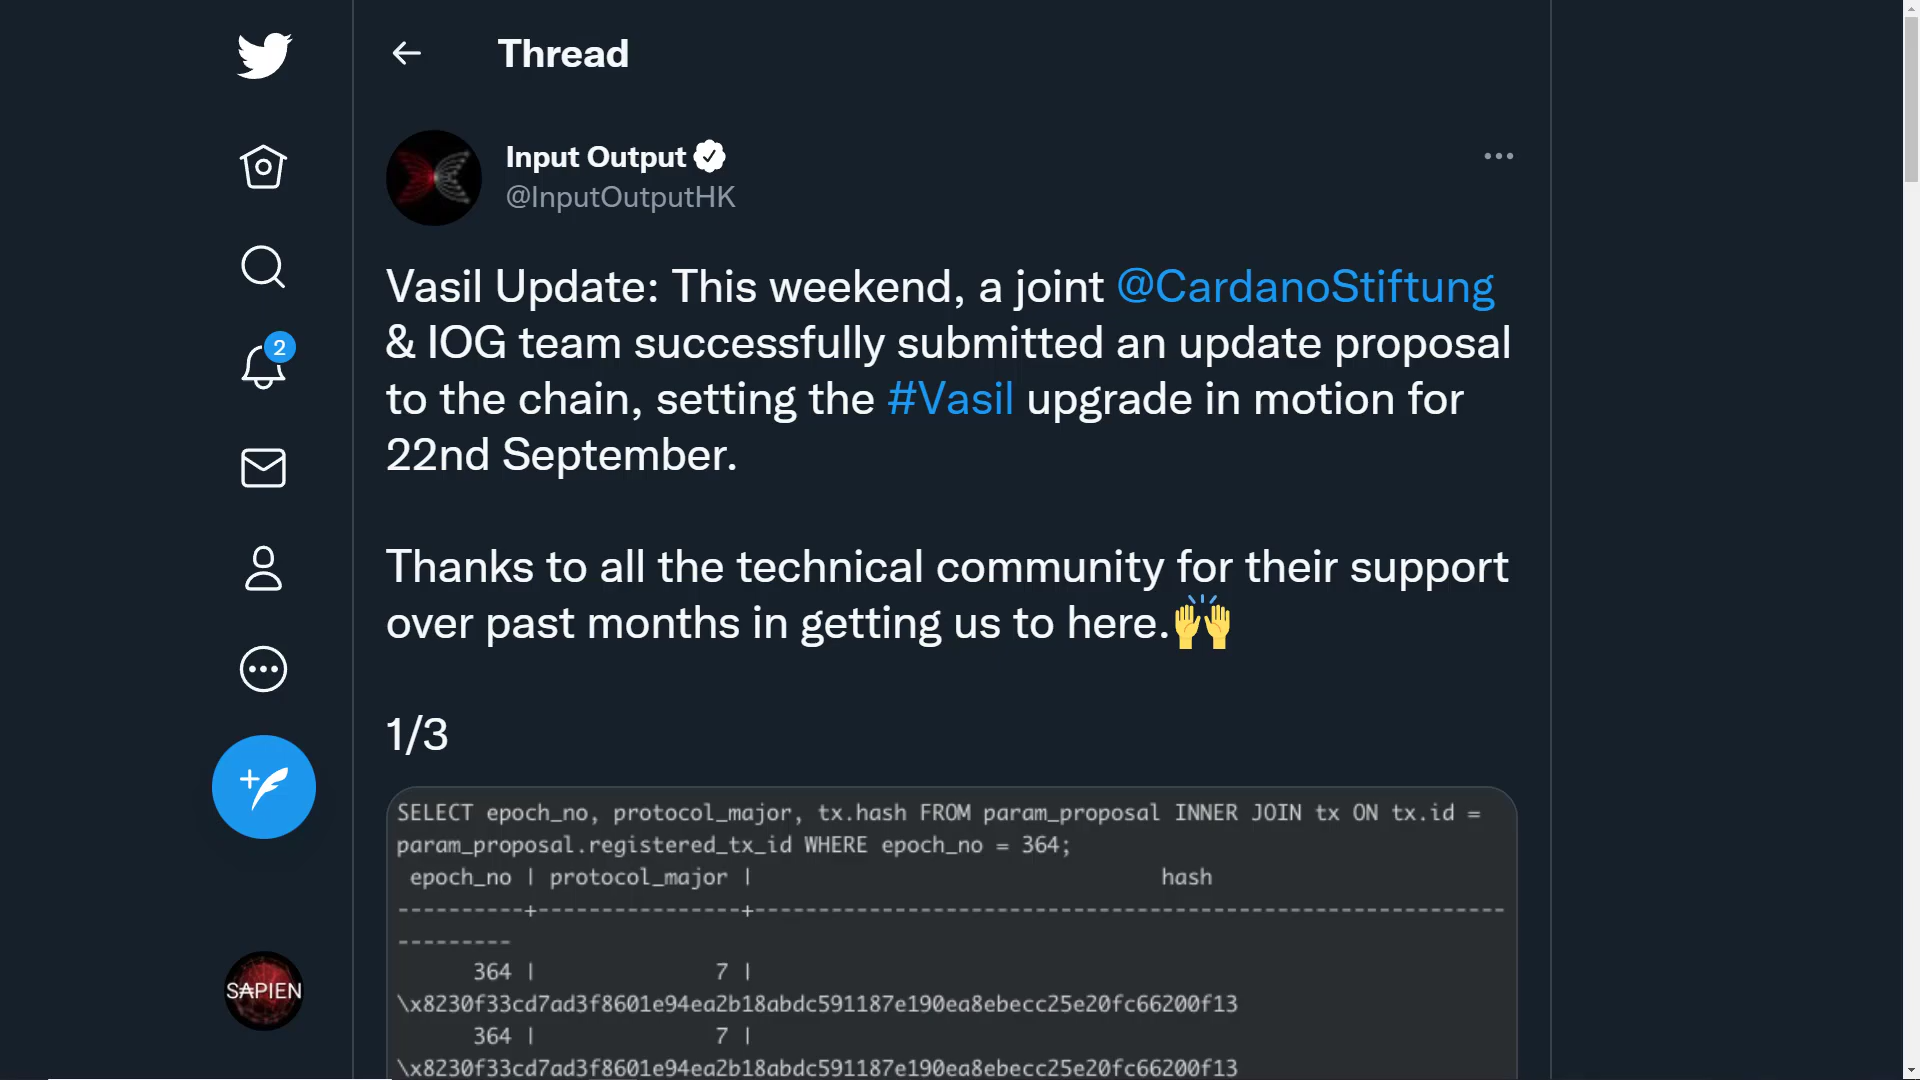 Thread
Input Output
@InputOutputHK
Vasil Update: This weekend, a joint @CardanoStiftung
& IOG team successfully submitted an update proposal
to the chain, setting the #Vasil upgrade in motion for
22nd September.
2
Thanks to all the technical community for their support
over past months in getting us to here.🙌
1/3
SELECT epoch_no, protocol_major, tx.hash FROM param_proposal INNER JOIN tx ON tx.id =
param_proposal.registered_tx_id WHERE epoch_no = 364;
epoch_no | protocol_major | hash
----------+----------------+-----------------------------------------------------------
---------
364 | 7 |
\x8230f33cd7ad3f8601e94ea2b18abdc591187e190ea8ebecc25e20fc66200f13
364 | 7 |
\x8230f33cd7ad3f8601e94ea2b18abdc591187e190ea8ebecc25e20fc66200f13
SAPIEN